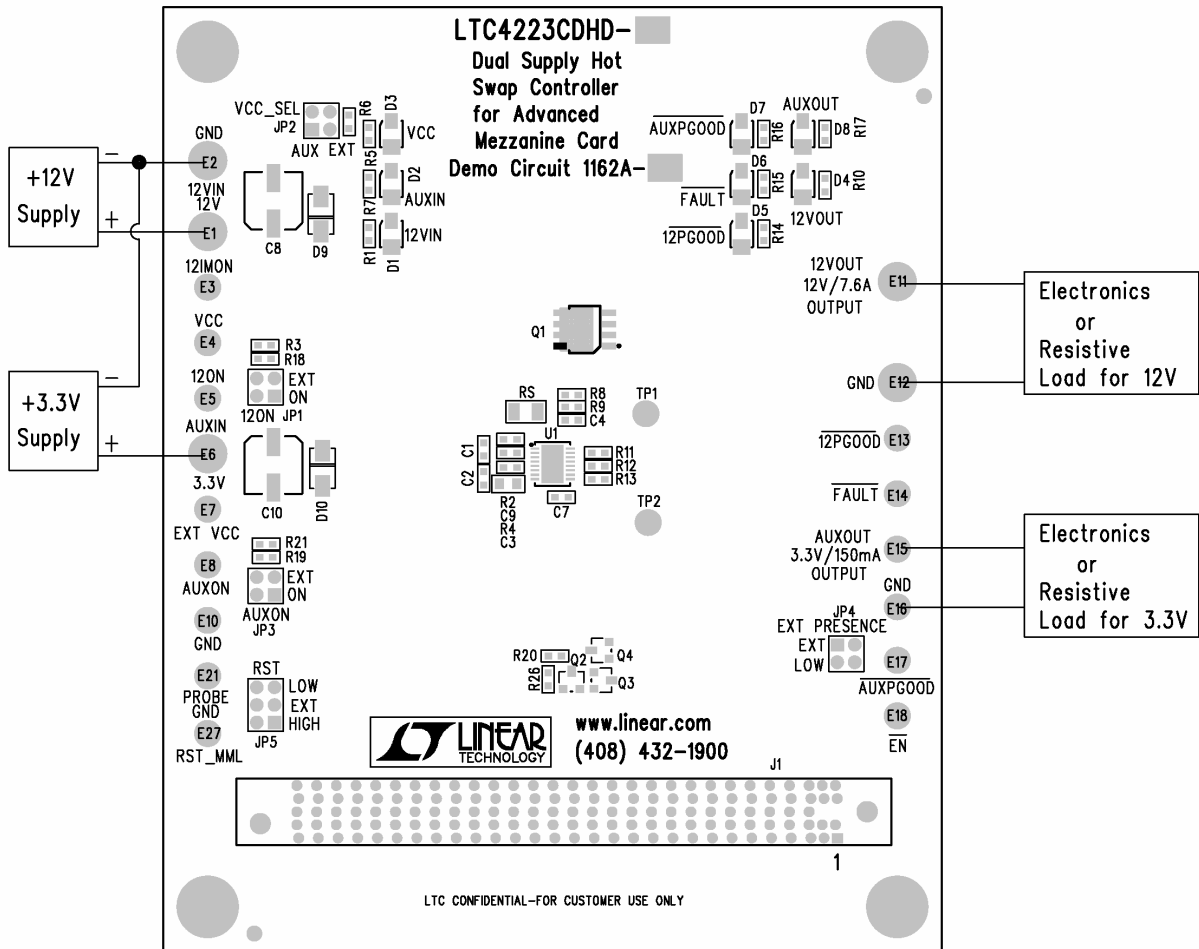 LTC4223CDHD-
Dual Supply Hot
Swap Controller
for Advanced
Mezzanine Card
Demo Circuit 1162A-
+12V
Supply
-
+
+3.3V
Supply
-
+
GND
E2
12VIN
12V
E1
12IMON
E3
VCC
E4
12ON
E5
AUXIN
E6
3.3V
E7
EXT VCC
E8
AUXON
E10
GND
E21
PROBE
GND
E27
RST_MML
VCC_SEL
JP2
AUX EXT
R6
D3
VCC
R5
D2
AUXIN
R7
12VIN
R1
D1
C8
D9
R3
R18
EXT
ON
12ON JP1
C10
D10
R21
R19
EXT
ON
AUXON
JP3
RST
LOW
EXT
HIGH
JP5
Q1
RS
R8
R9
C4
TP1
U1
C1
C2
R11
R12
R13
R2
C9
R4
C3
C7
TP2
R20
Q2
Q4
R26
Q3
D7
AUXPGOOD
R16
AUXOUT
D8
R17
D6
FAULT
R15
D4
R10
12VOUT
D5
12PGOOD
R14
12VOUT
12V/7.6A
OUTPUT
E11
GND
E12
12PGOOD
E13
FAULT
E14
AUXOUT
3.3V/150mA
OUTPUT
E15
GND
E16
JP4
EXT PRESENCE
EXT
LOW
E17
AUXPGOOD
E18
EN
Electronics
or
Resistive
Load for 12V
Electronics
or
Resistive
Load for 3.3V
LINEAR
TECHNOLOGY
www.linear.com
(408) 432-1900
J1
1
LTC CONFIDENTIAL-FOR CUSTOMER USE ONLY